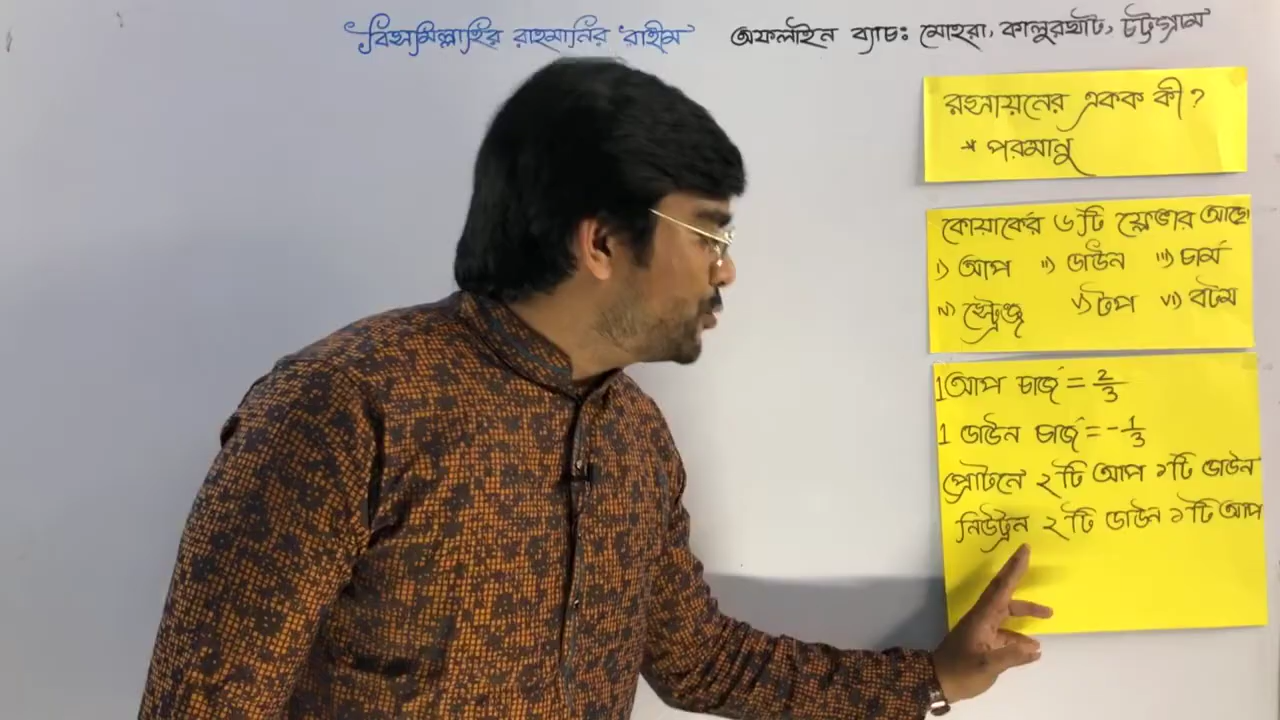 বিসমিল্লাহির রাহমানির রাহীম অফলাইন ব্যাচঃ মোহরা, কালুরঘাট, চট্টগ্রাম
রসায়নের একক কী?
* পরমানু
কোয়ার্কের ৬টি ফ্লেভার আছে।
i) আপ ii) ডাউন iii) চার্ম
iv) স্ট্রেঞ্জ v) টপ vi) বটম
1 আপ চার্জ = 2/3
1 ডাউন চার্জ = -1/3
প্রোটনে ২টি আপ ১টি ডাউন
নিউট্রন ২টি ডাউন ১টি আপ